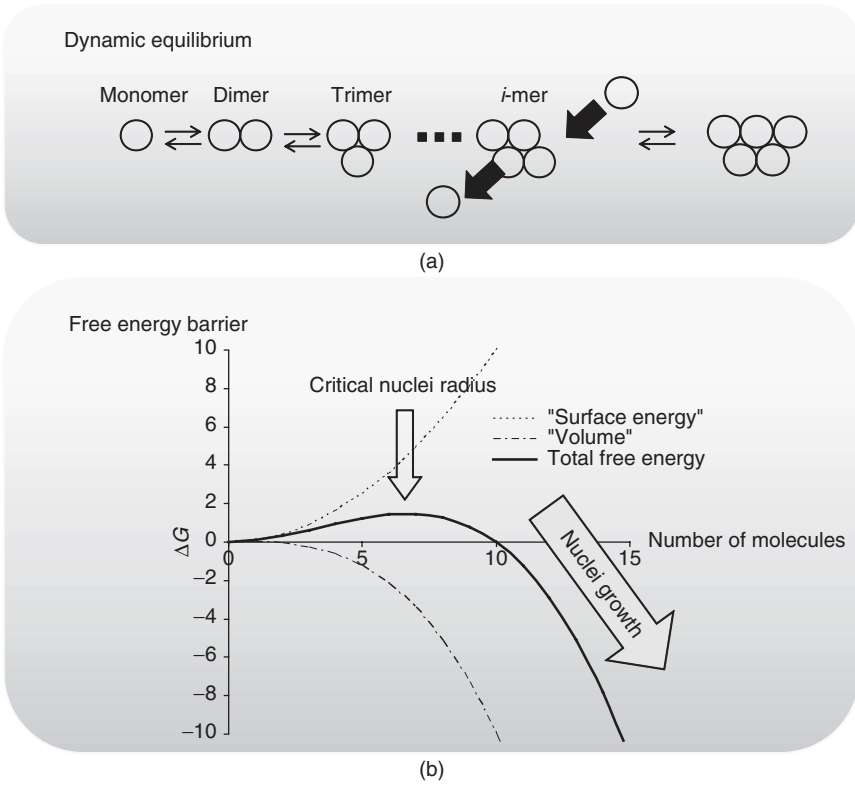 Dynamic equilibrium
Monomer Dimer Trimer i-mer
(a)
Free energy barrier
10
8
6
4
2
0
−2
−4
−6
−8
−10
ΔG
0 5 10 15
Number of molecules
Critical nuclei radius
"Surface energy"
"Volume"
Total free energy
Nuclei growth
(b)